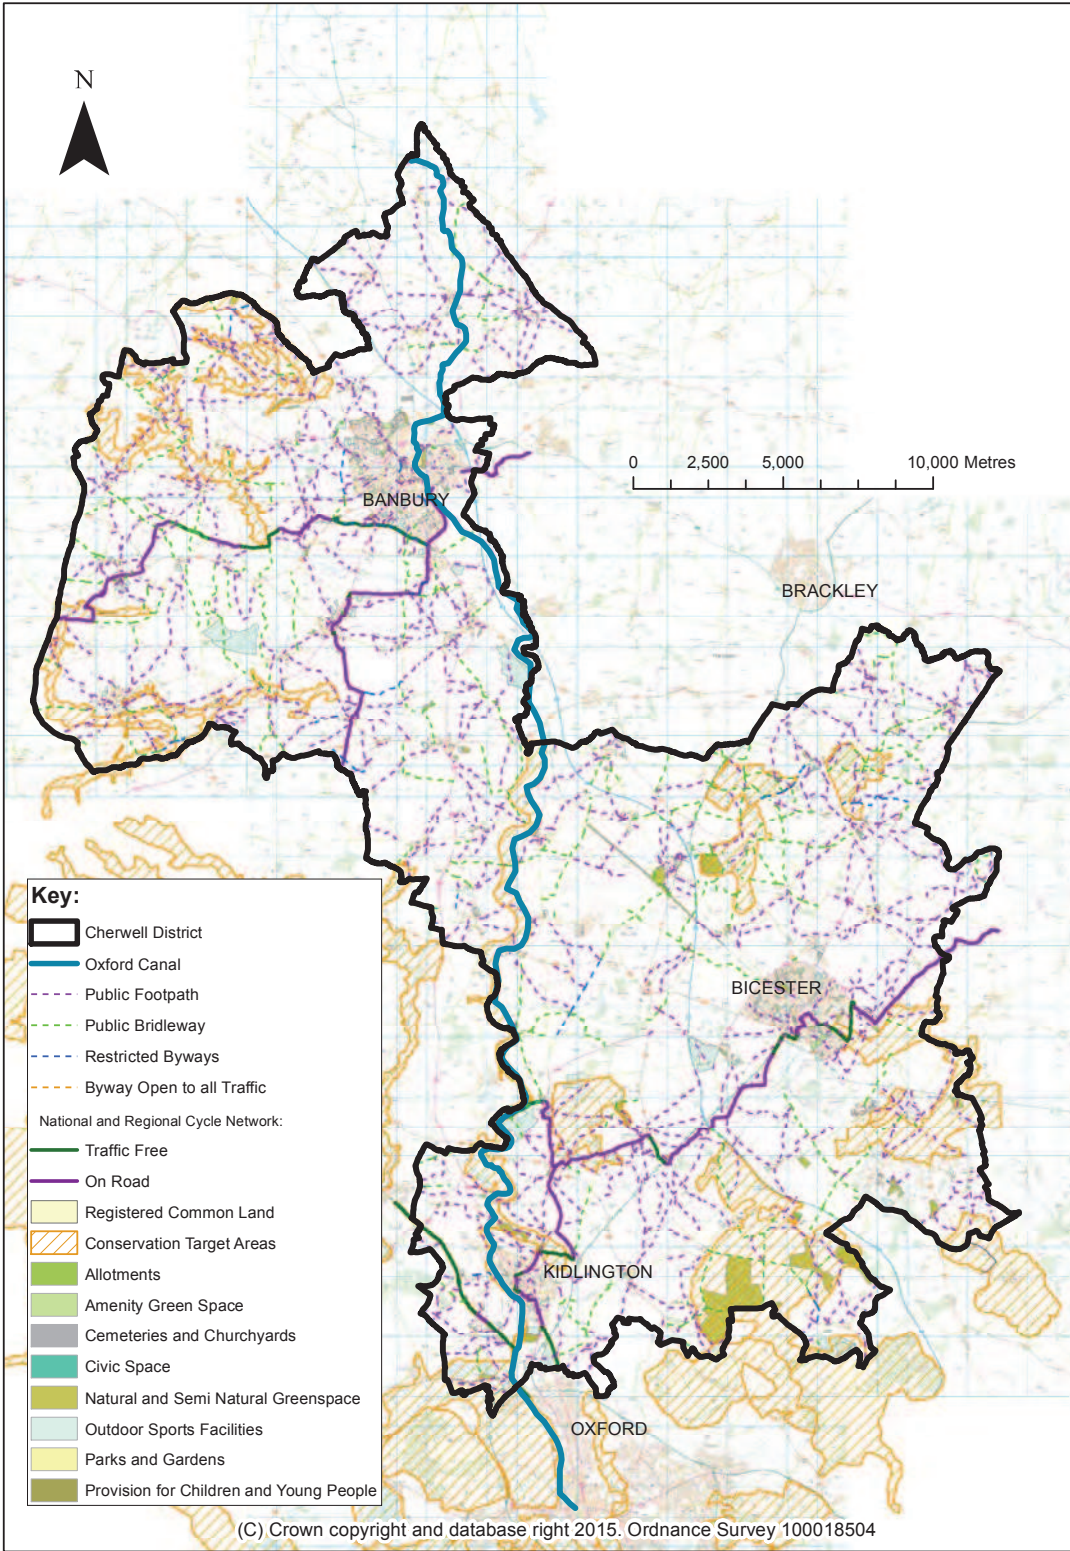 N
0 2,500 5,000 10,000 Metres
BANBURY
BRACKLEY
BICESTER
KIDLINGTON
OXFORD
Key:
Cherwell District
Oxford Canal
Public Footpath
Public Bridleway
Restricted Byways
Byway Open to all Traffic
National and Regional Cycle Network:
Traffic Free
On Road
Registered Common Land
Conservation Target Areas
Allotments
Amenity Green Space
Cemeteries and Churchyards
Civic Space
Natural and Semi Natural Greenspace
Outdoor Sports Facilities
Parks and Gardens
Provision for Children and Young People
(C) Crown copyright and database right 2015. Ordnance Survey 100018504